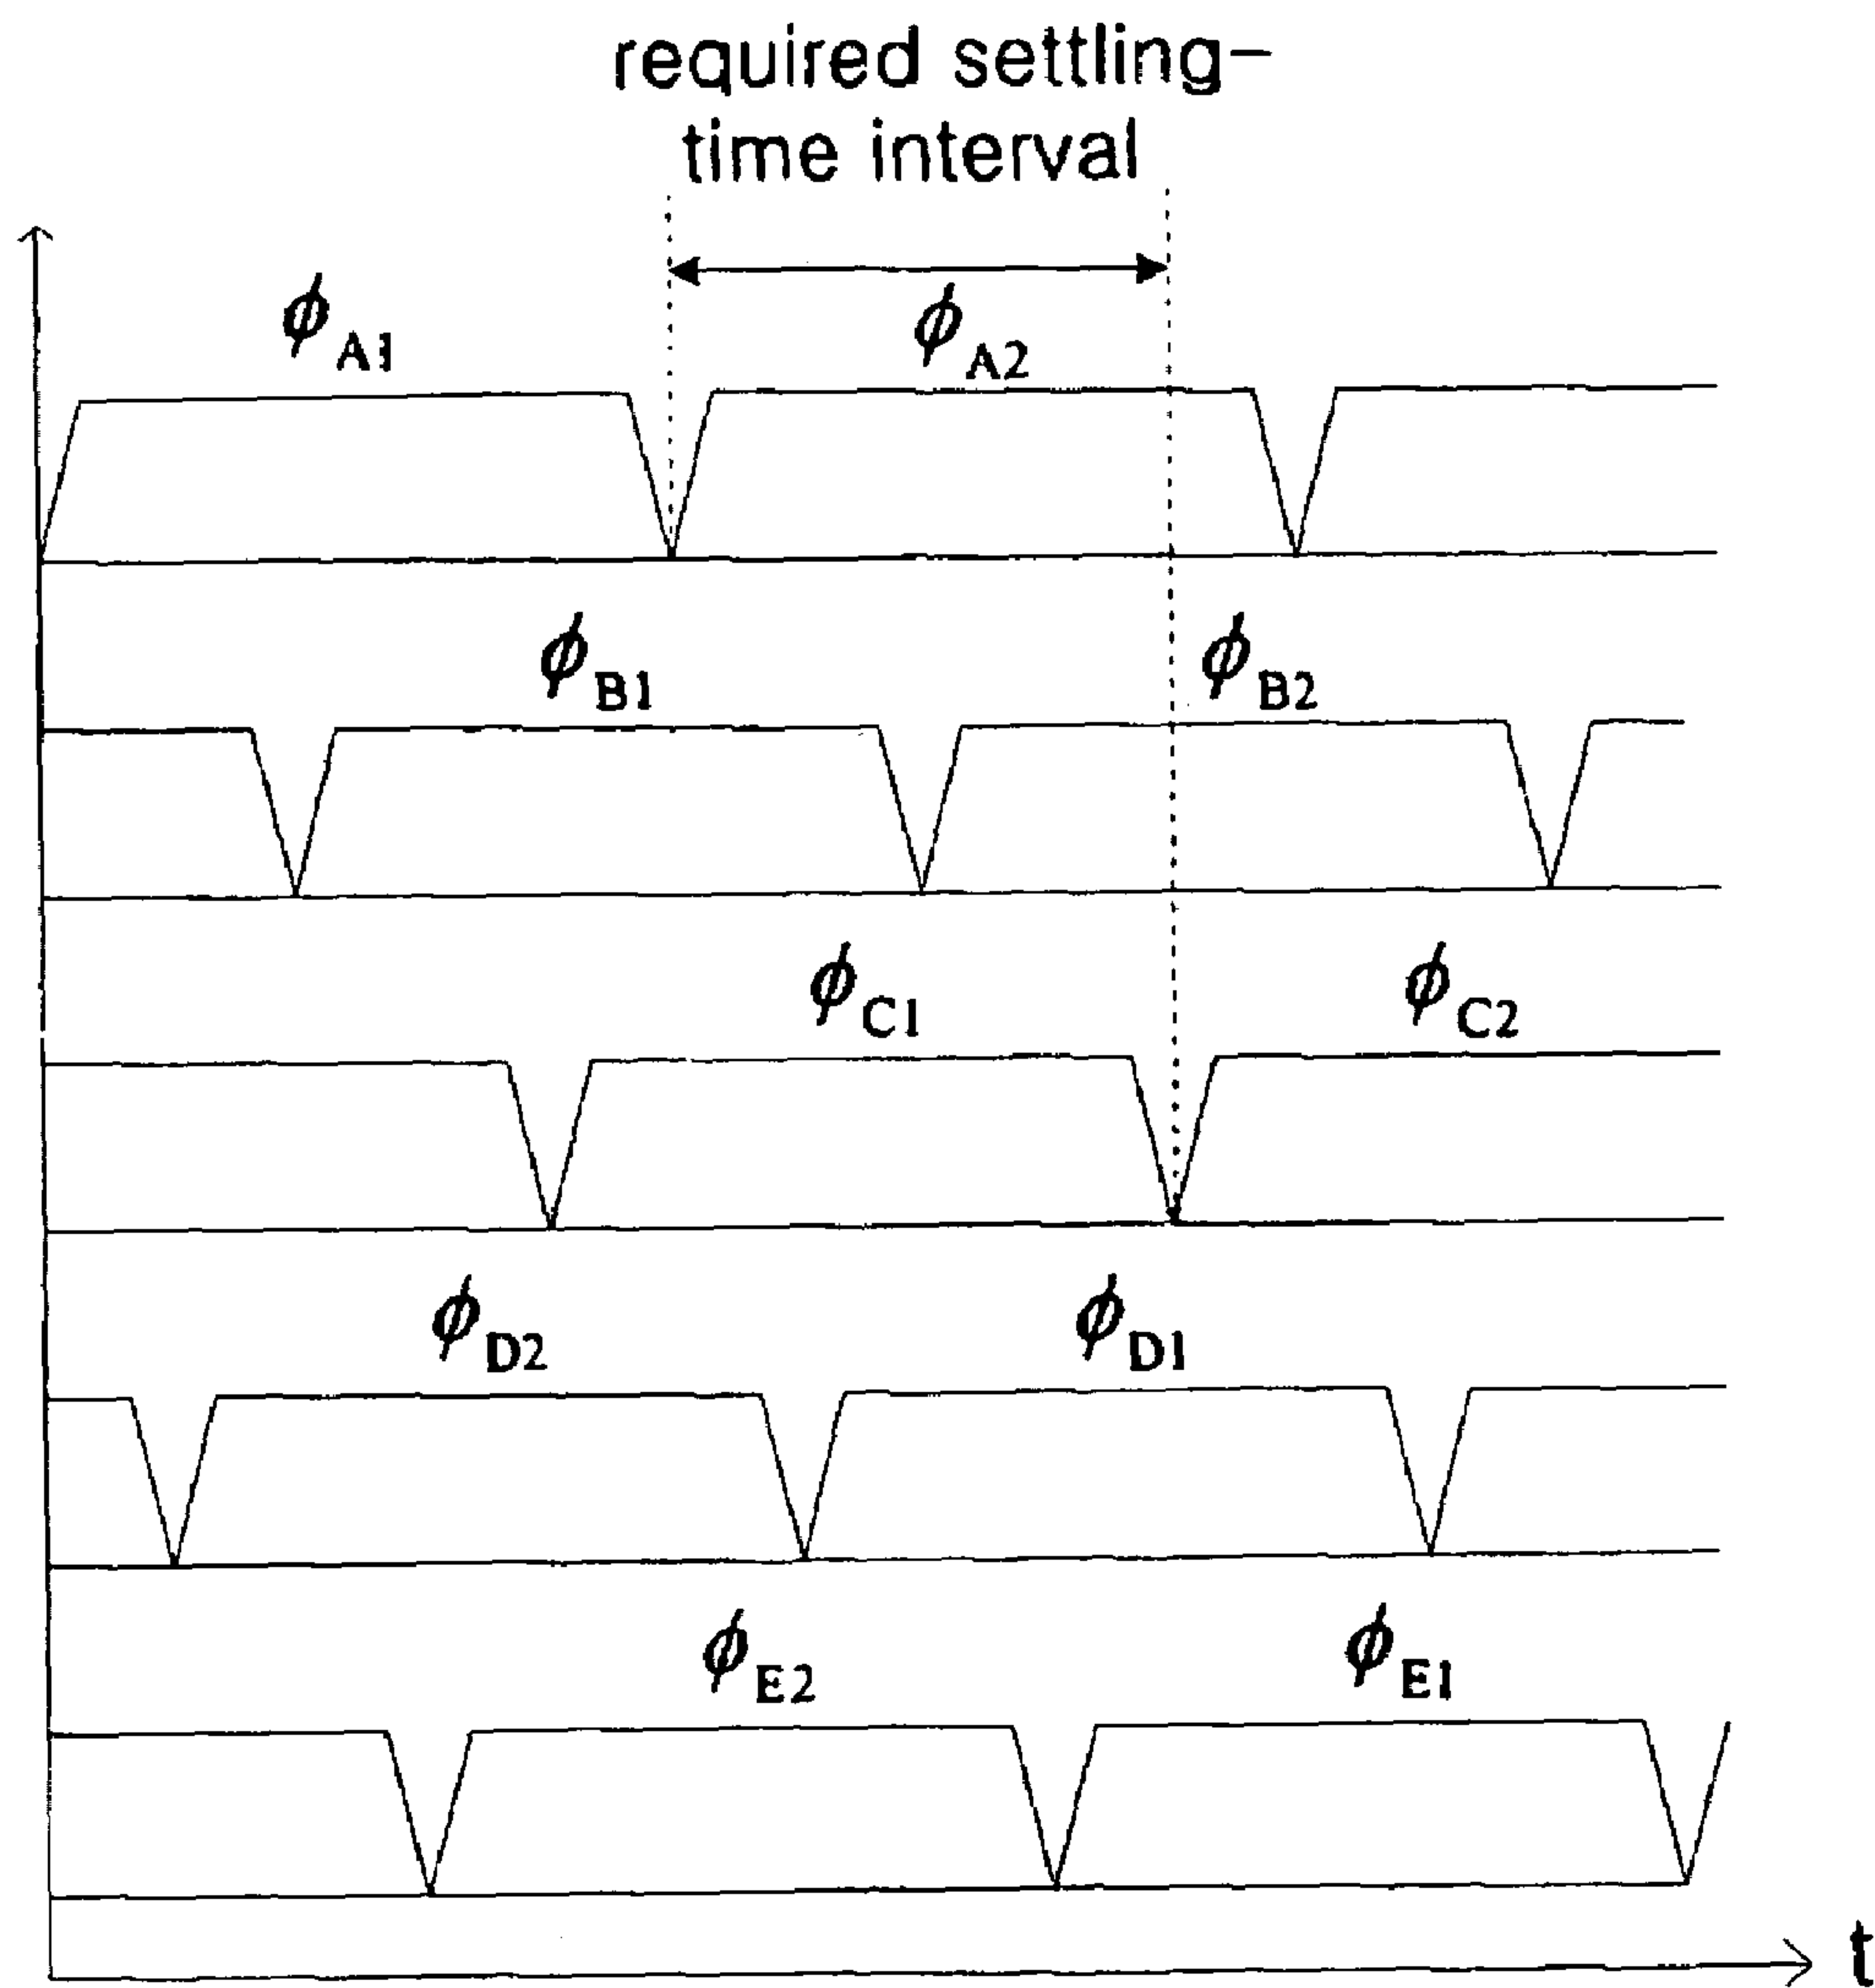 required settling-
time interval
ϕA1 ϕA2
ϕB1 ϕB2
ϕC1 ϕC2
ϕD2 ϕD1
ϕE2 ϕE1
t